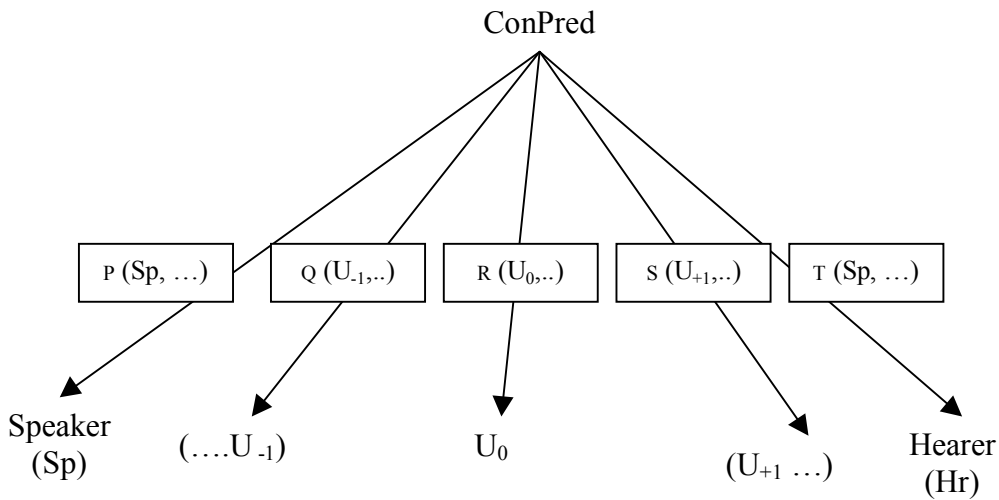 ConPred
P (Sp, …)
Q (U-1,..)
R (U0,..)
S (U+1,..)
T (Sp, …)
Speaker
(Sp)
(….U -1)
U0
(U+1 …)
Hearer
(Hr)